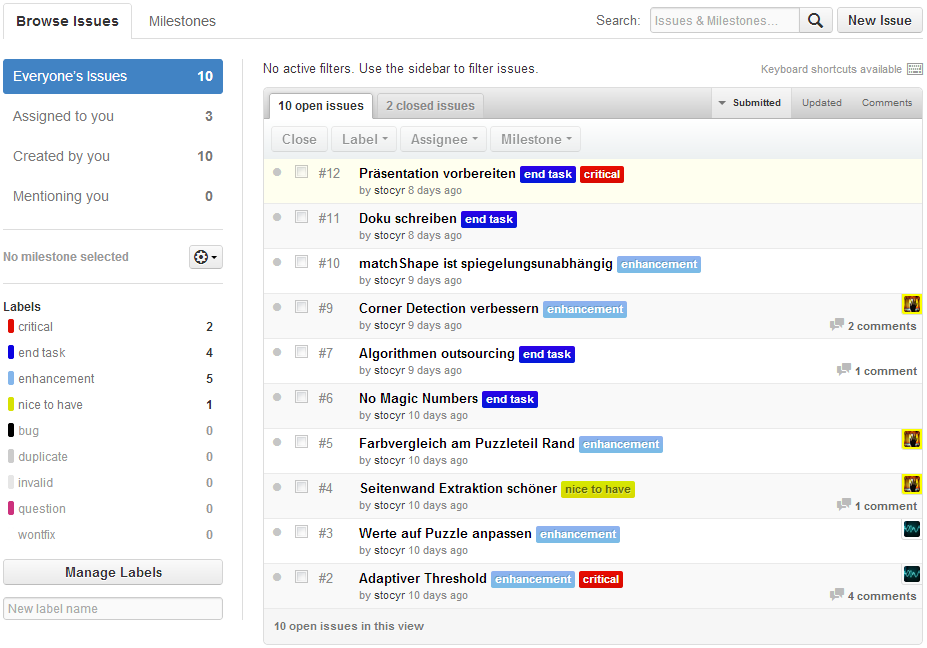 Browse Issues Milestones Search: Issues & Milestones... New Issue
Everyone's Issues 10
Assigned to you 3
Created by you 10
Mentioning you 0
No milestone selected
Labels
critical 2
end task 4
enhancement 5
nice to have 1
bug 0
duplicate 0
invalid 0
question 0
wontfix 0
Manage Labels
New label name
No active filters. Use the sidebar to filter issues. Keyboard shortcuts available
10 open issues 2 closed issues Submitted Updated Comments
Close Label Assignee Milestone
#12 Präsentation vorbereiten end task critical
by stocyr 8 days ago
#11 Doku schreiben end task
by stocyr 8 days ago
#10 matchShape ist spiegelungsunabhängig enhancement
by stocyr 9 days ago
#9 Corner Detection verbessern enhancement
by stocyr 9 days ago 2 comments
#7 Algorithmen outsourcing end task
by stocyr 9 days ago 1 comment
#6 No Magic Numbers end task
by stocyr 10 days ago
#5 Farbvergleich am Puzzleteil Rand enhancement
by stocyr 10 days ago
#4 Seitenwand Extraktion schöner nice to have
by stocyr 10 days ago 1 comment
#3 Werte auf Puzzle anpassen enhancement
by stocyr 10 days ago
#2 Adaptiver Threshold enhancement critical
by stocyr 10 days ago 4 comments
10 open issues in this view